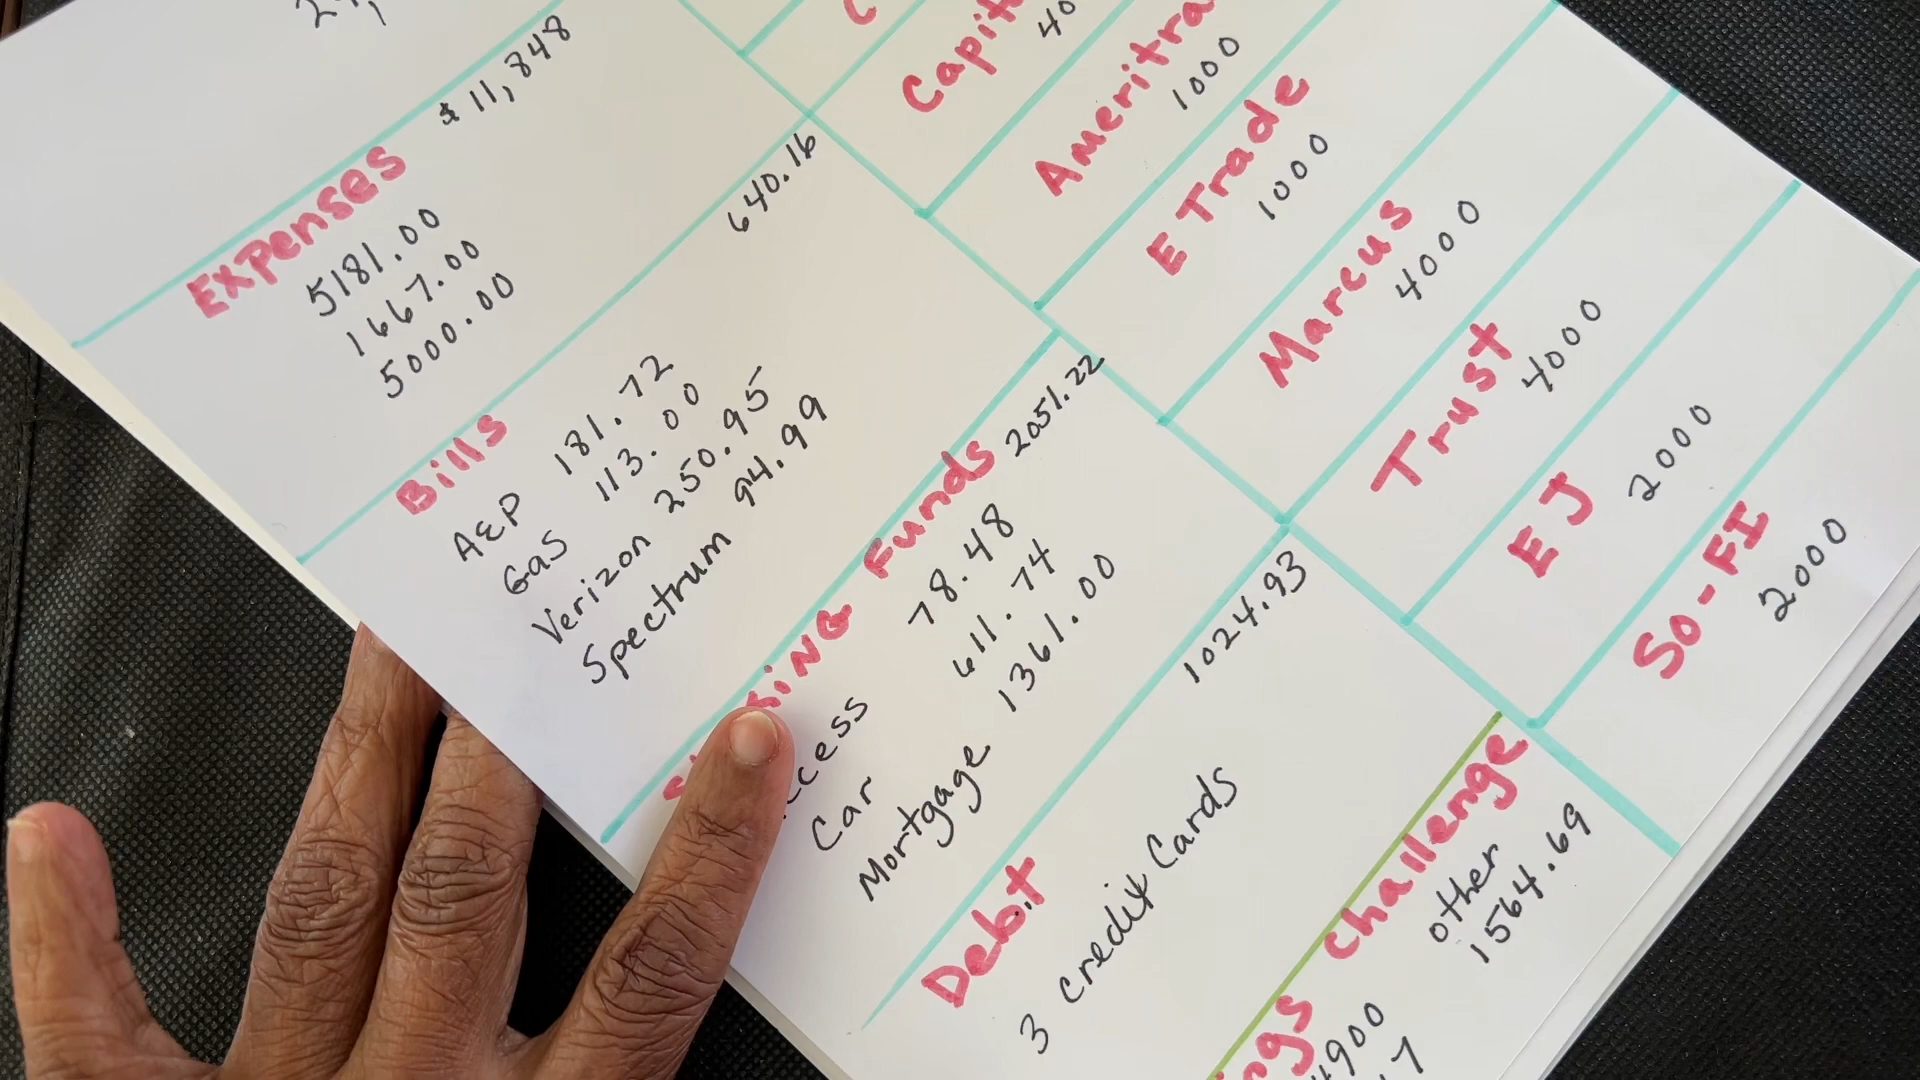 $ 11,848
Expenses
5181.00
1667.00
5000.00
640.16
Bills
AEP 181.72
Gas 113.00
Verizon 250.95
Spectrum 94.99
Funds 2051.22
78.48
Car 611.74
Mortgage 1361.00
1024.93
Debt
3 credit Cards
challenge
other
1564.69
1000
E Trade
1000
Marcus
4000
Trust
4000
EJ
2000
SO-FI
2000